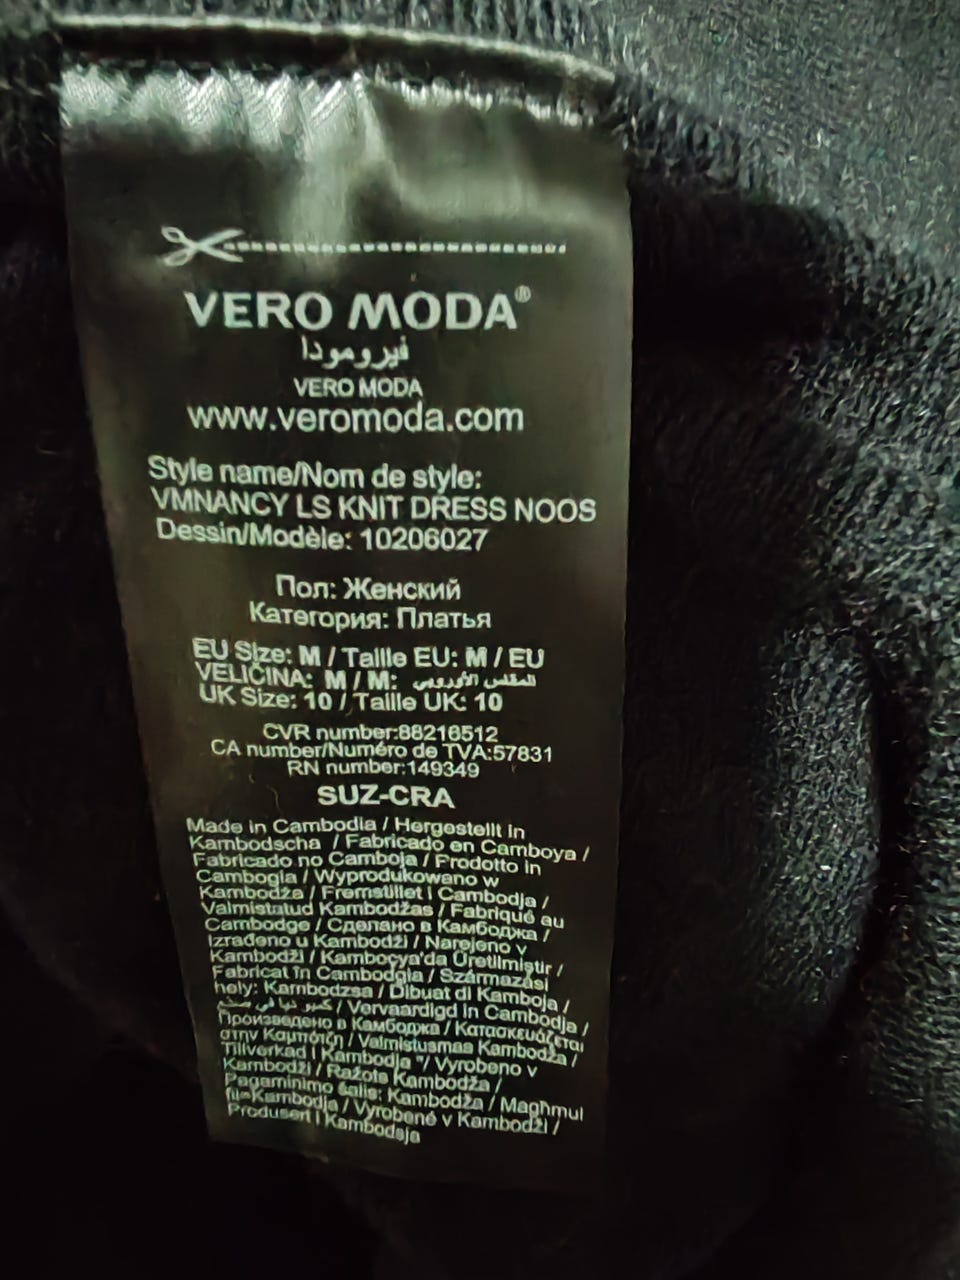 VERO MODA®
فيرومودا
VERO MODA
www.veromoda.com
Style name/Nom de style:
VMNANCY LS KNIT DRESS NOOS
Dessin/Modèle: 10206027
Пол: Женский
Категория: Платья
EU Size: M / Taille EU: M / EU
VELIČINA: M / M: المقاس الأوروبي
UK Size: 10 / Taille UK: 10
CVR number:88216512
CA number/Numéro de TVA:57831
RN number:149349
SUZ-CRA
Made in Cambodia / Hergestellt in
Kambodscha / Fabricado en Camboya /
Fabricado no Camboja / Prodotto in
Cambogia / Wyprodukowano w
Kambodża / Fremstillet i Cambodja /
Valmistatud Kambodžas / Fabriqué au
Cambodge / Сделано в Камбоджа /
Izrađeno u Kambodži / Narejeno v
Kambodži / Kamboçya'da Üretilmiştir /
Fabricat în Cambodgia / Származási
hely: Kambodzsa / Dibuat di Kamboja /
/ Vervaardigd in Cambodja /
Произведено в Камбоджа / Κατασκευάζεται
στην Καμπότζη / Valmistusmaa Kambodža /
Tillverkad i Kambodja / Vyrobeno v
Kambodži / Ražots Kambodža /
Pagaminimo šalis: Kambodža / Magħmul
fil-Kambodja / Vyrobené v Kambodži /
Produsert i Kambodsja